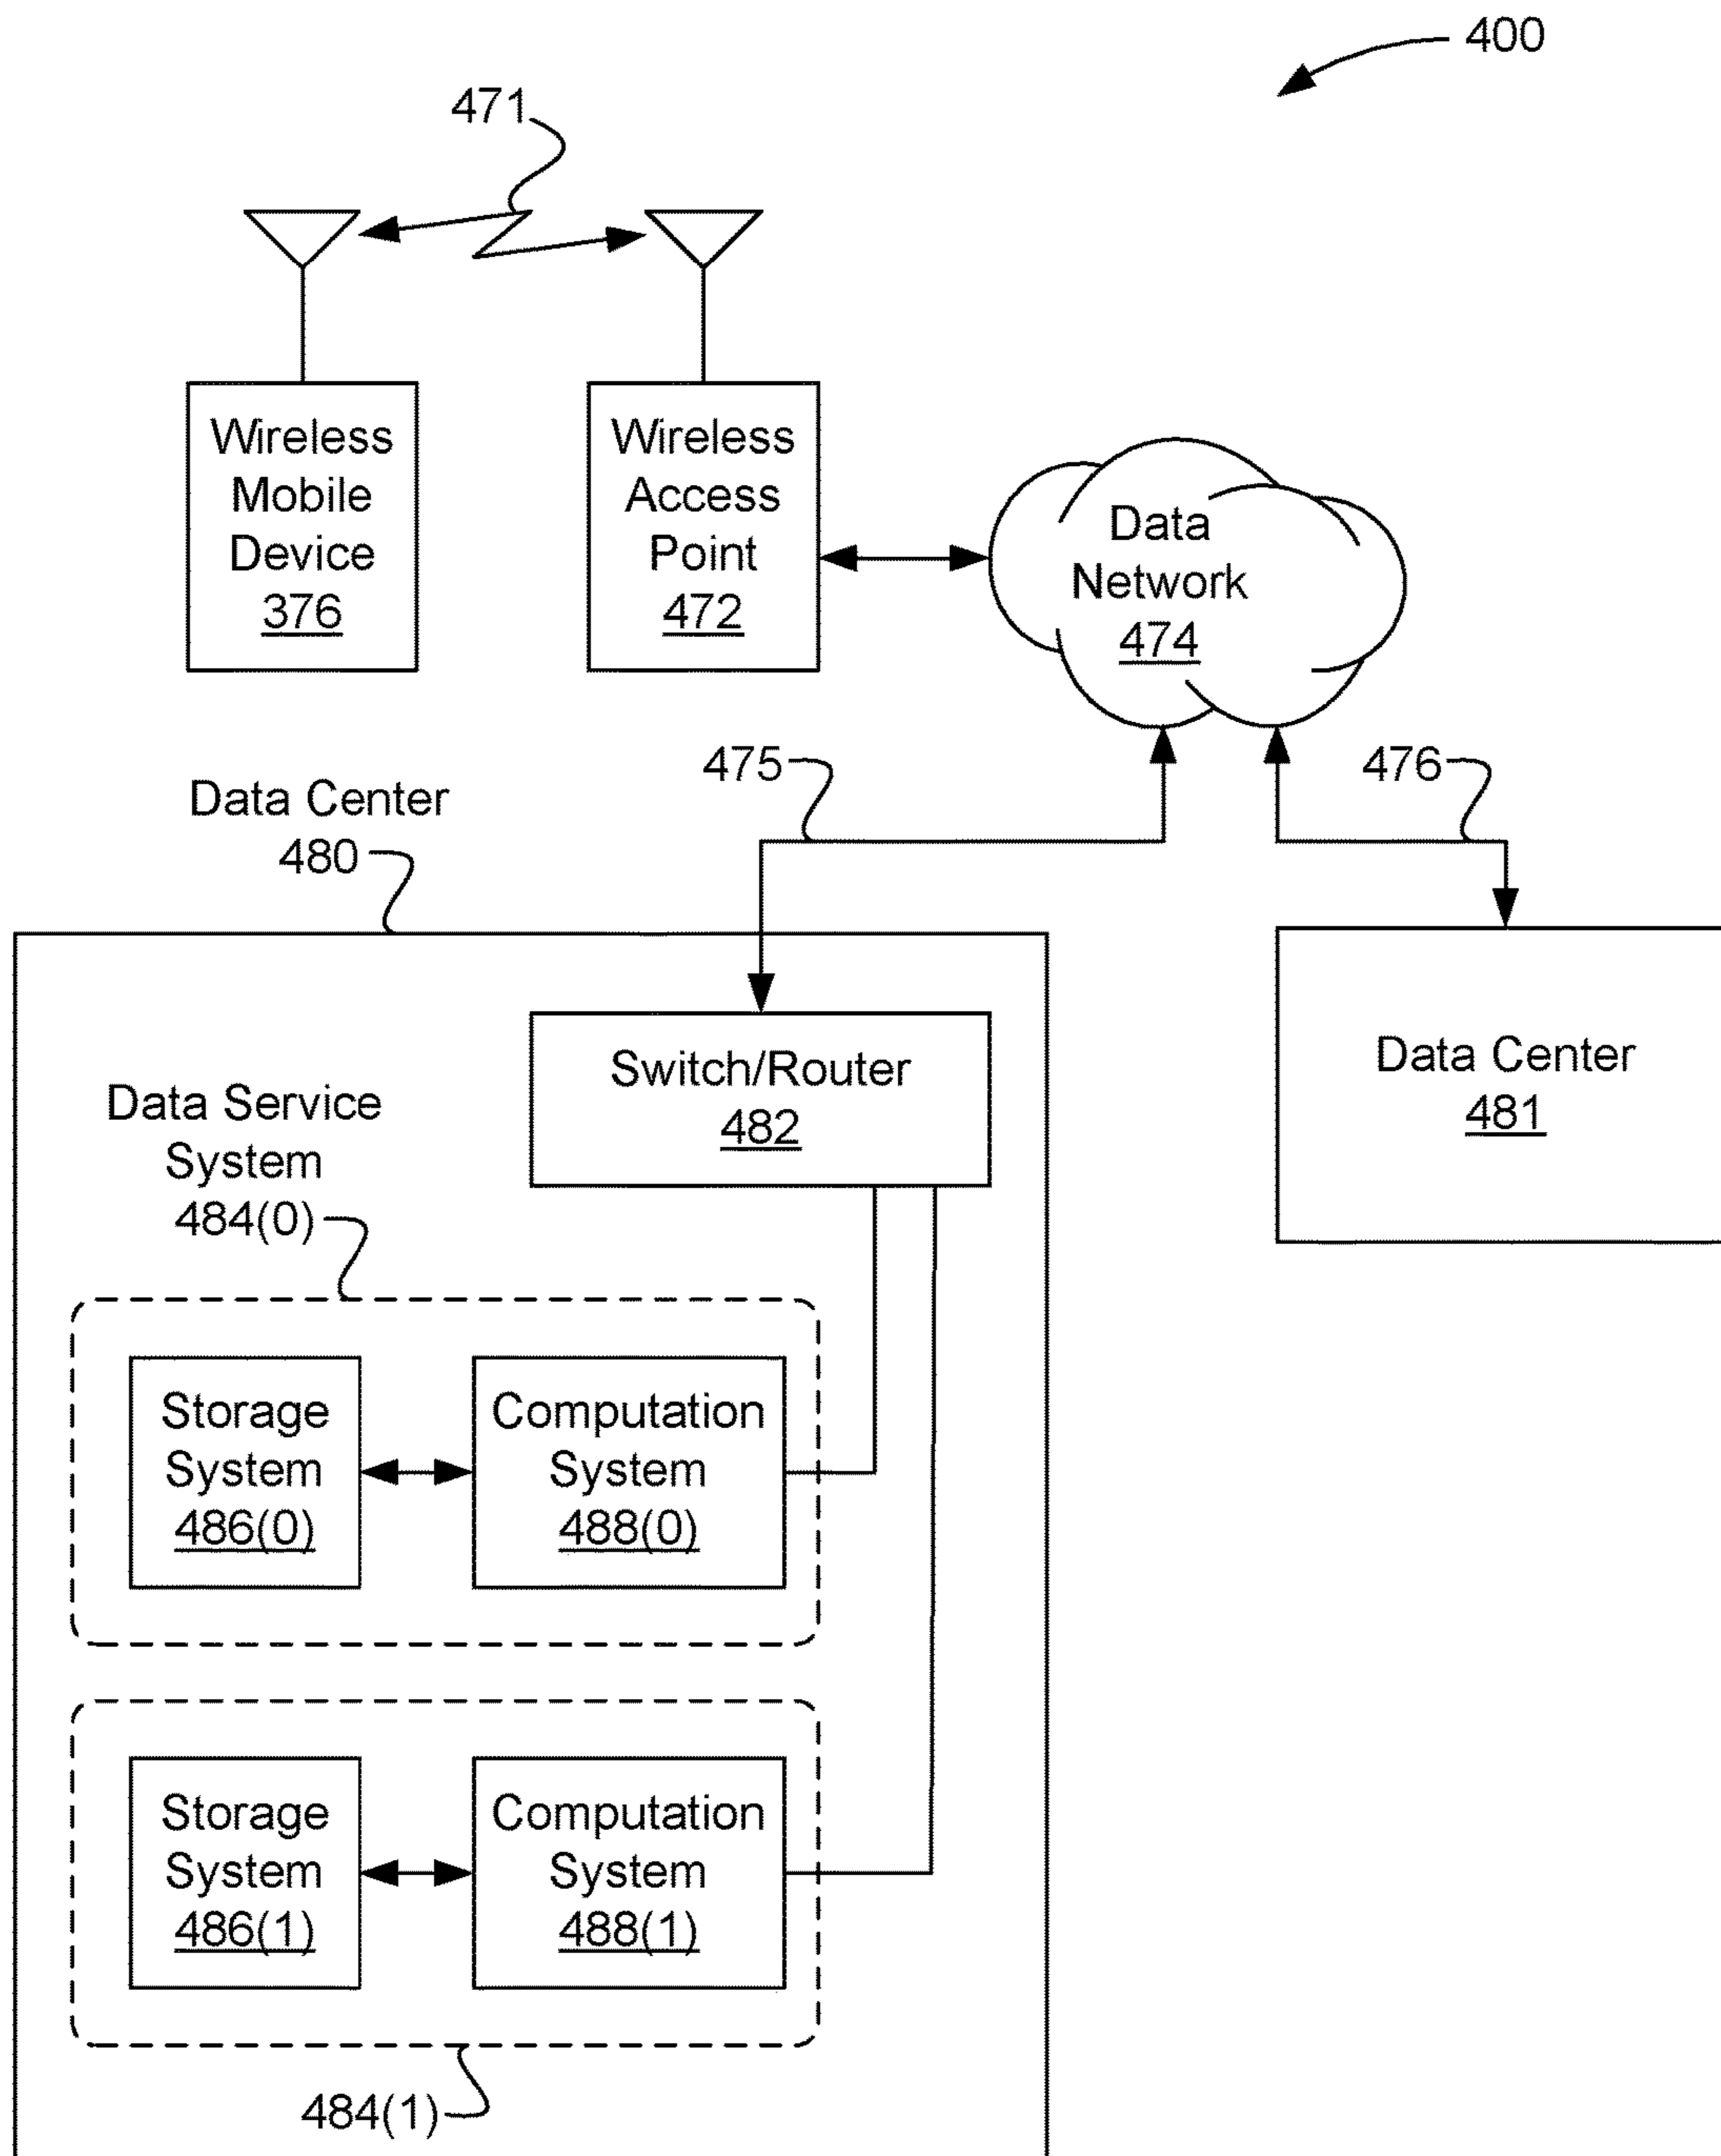 400
471
Wireless
Mobile
Device
376
Wireless
Access
Point
472
Data
Network
474
475
476
Data Center
480
Switch/Router
482
Data Center
481
Data Service
System
484(0)
Storage
System
486(0)
Computation
System
488(0)
Storage
System
486(1)
Computation
System
488(1)
484(1)